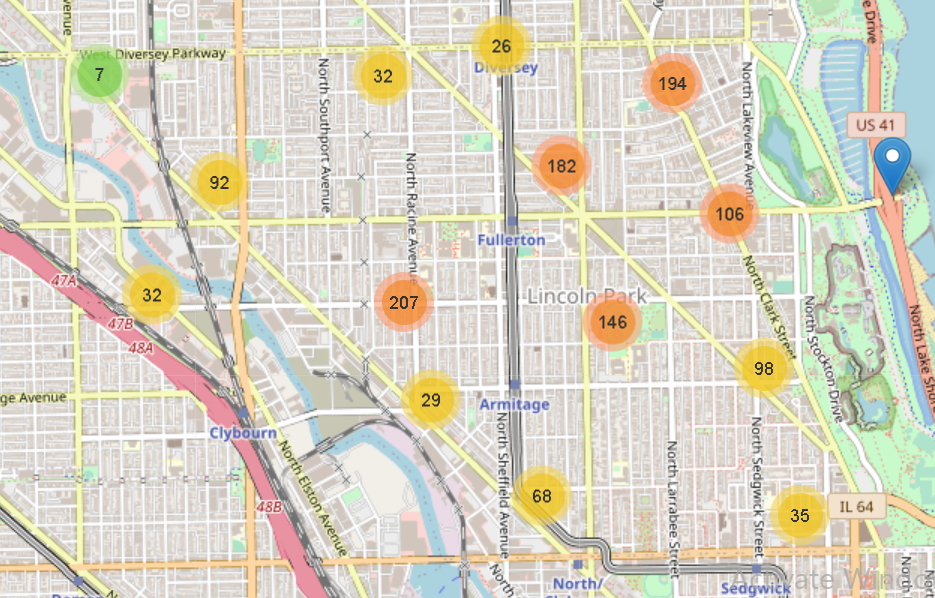 West Diversey Parkway
7
32
26
Diversey
194
US 41
North Southport Avenue
North Racine Avenue
North Lakeview Avenue
92
182
106
Fullerton
47A
32
207
Lincoln Park
146
47B
48A
North Clark Street
North Stockton Drive
98
29
Armitage
Clybourn
North Elston Avenue
North Sheffield Avenue
North Larrabee Street
North Sedgwick Street
68
35
IL 64
48B
North/
Sedgwick